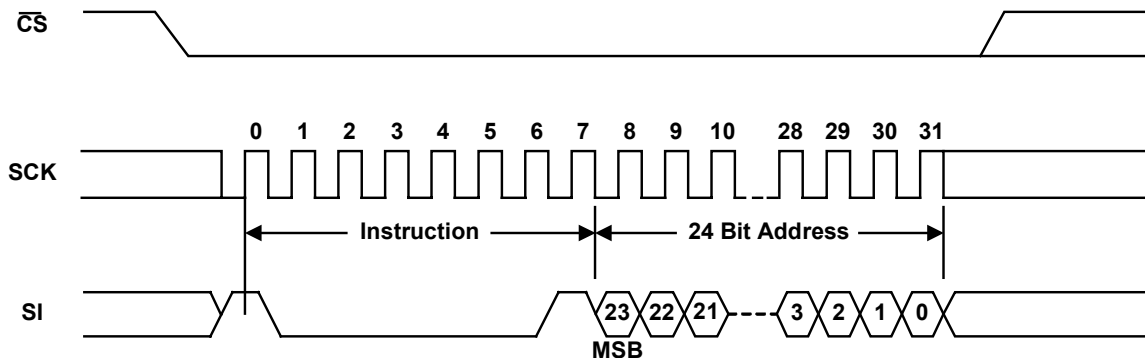 CS
0 1 2 3 4 5 6 7 8 9 10 28 29 30 31
SCK
Instruction 24 Bit Address
SI 23 22 21 3 2 1 0
MSB